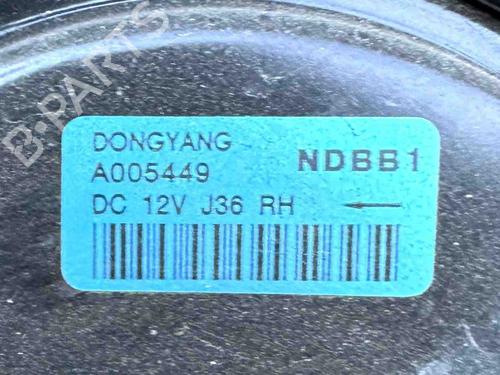 B-PARTS
DONGYANG
A005449
NDBB1
DC 12V J36 RH